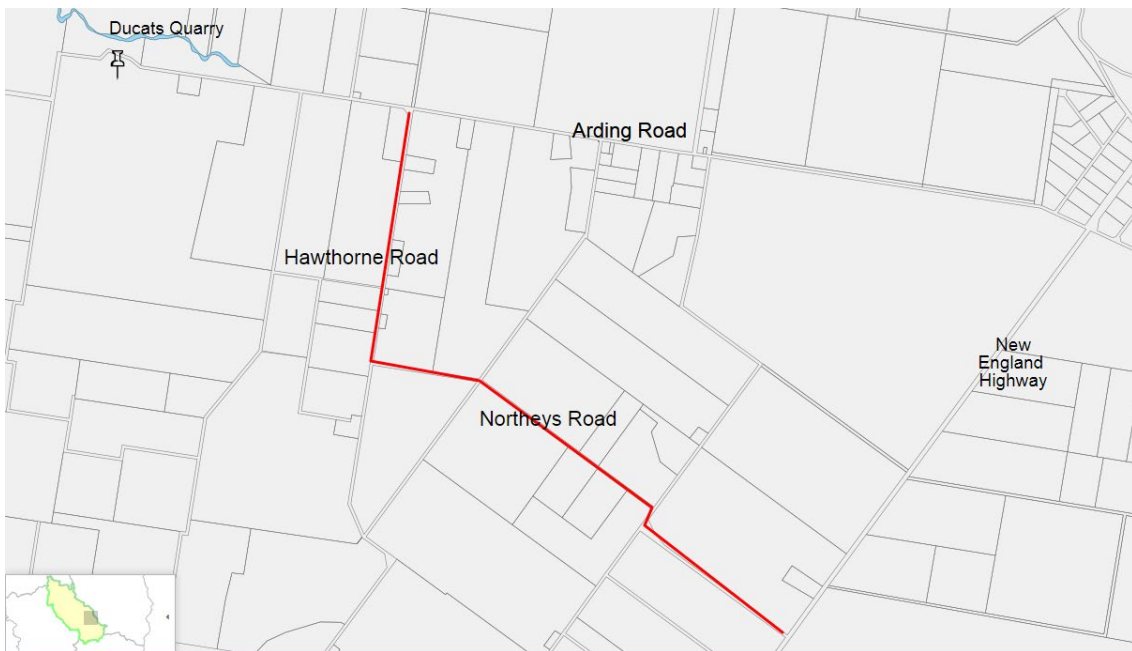 Ducats Quarry
Arding Road
Hawthorne Road
New
England
Highway
Northeys Road